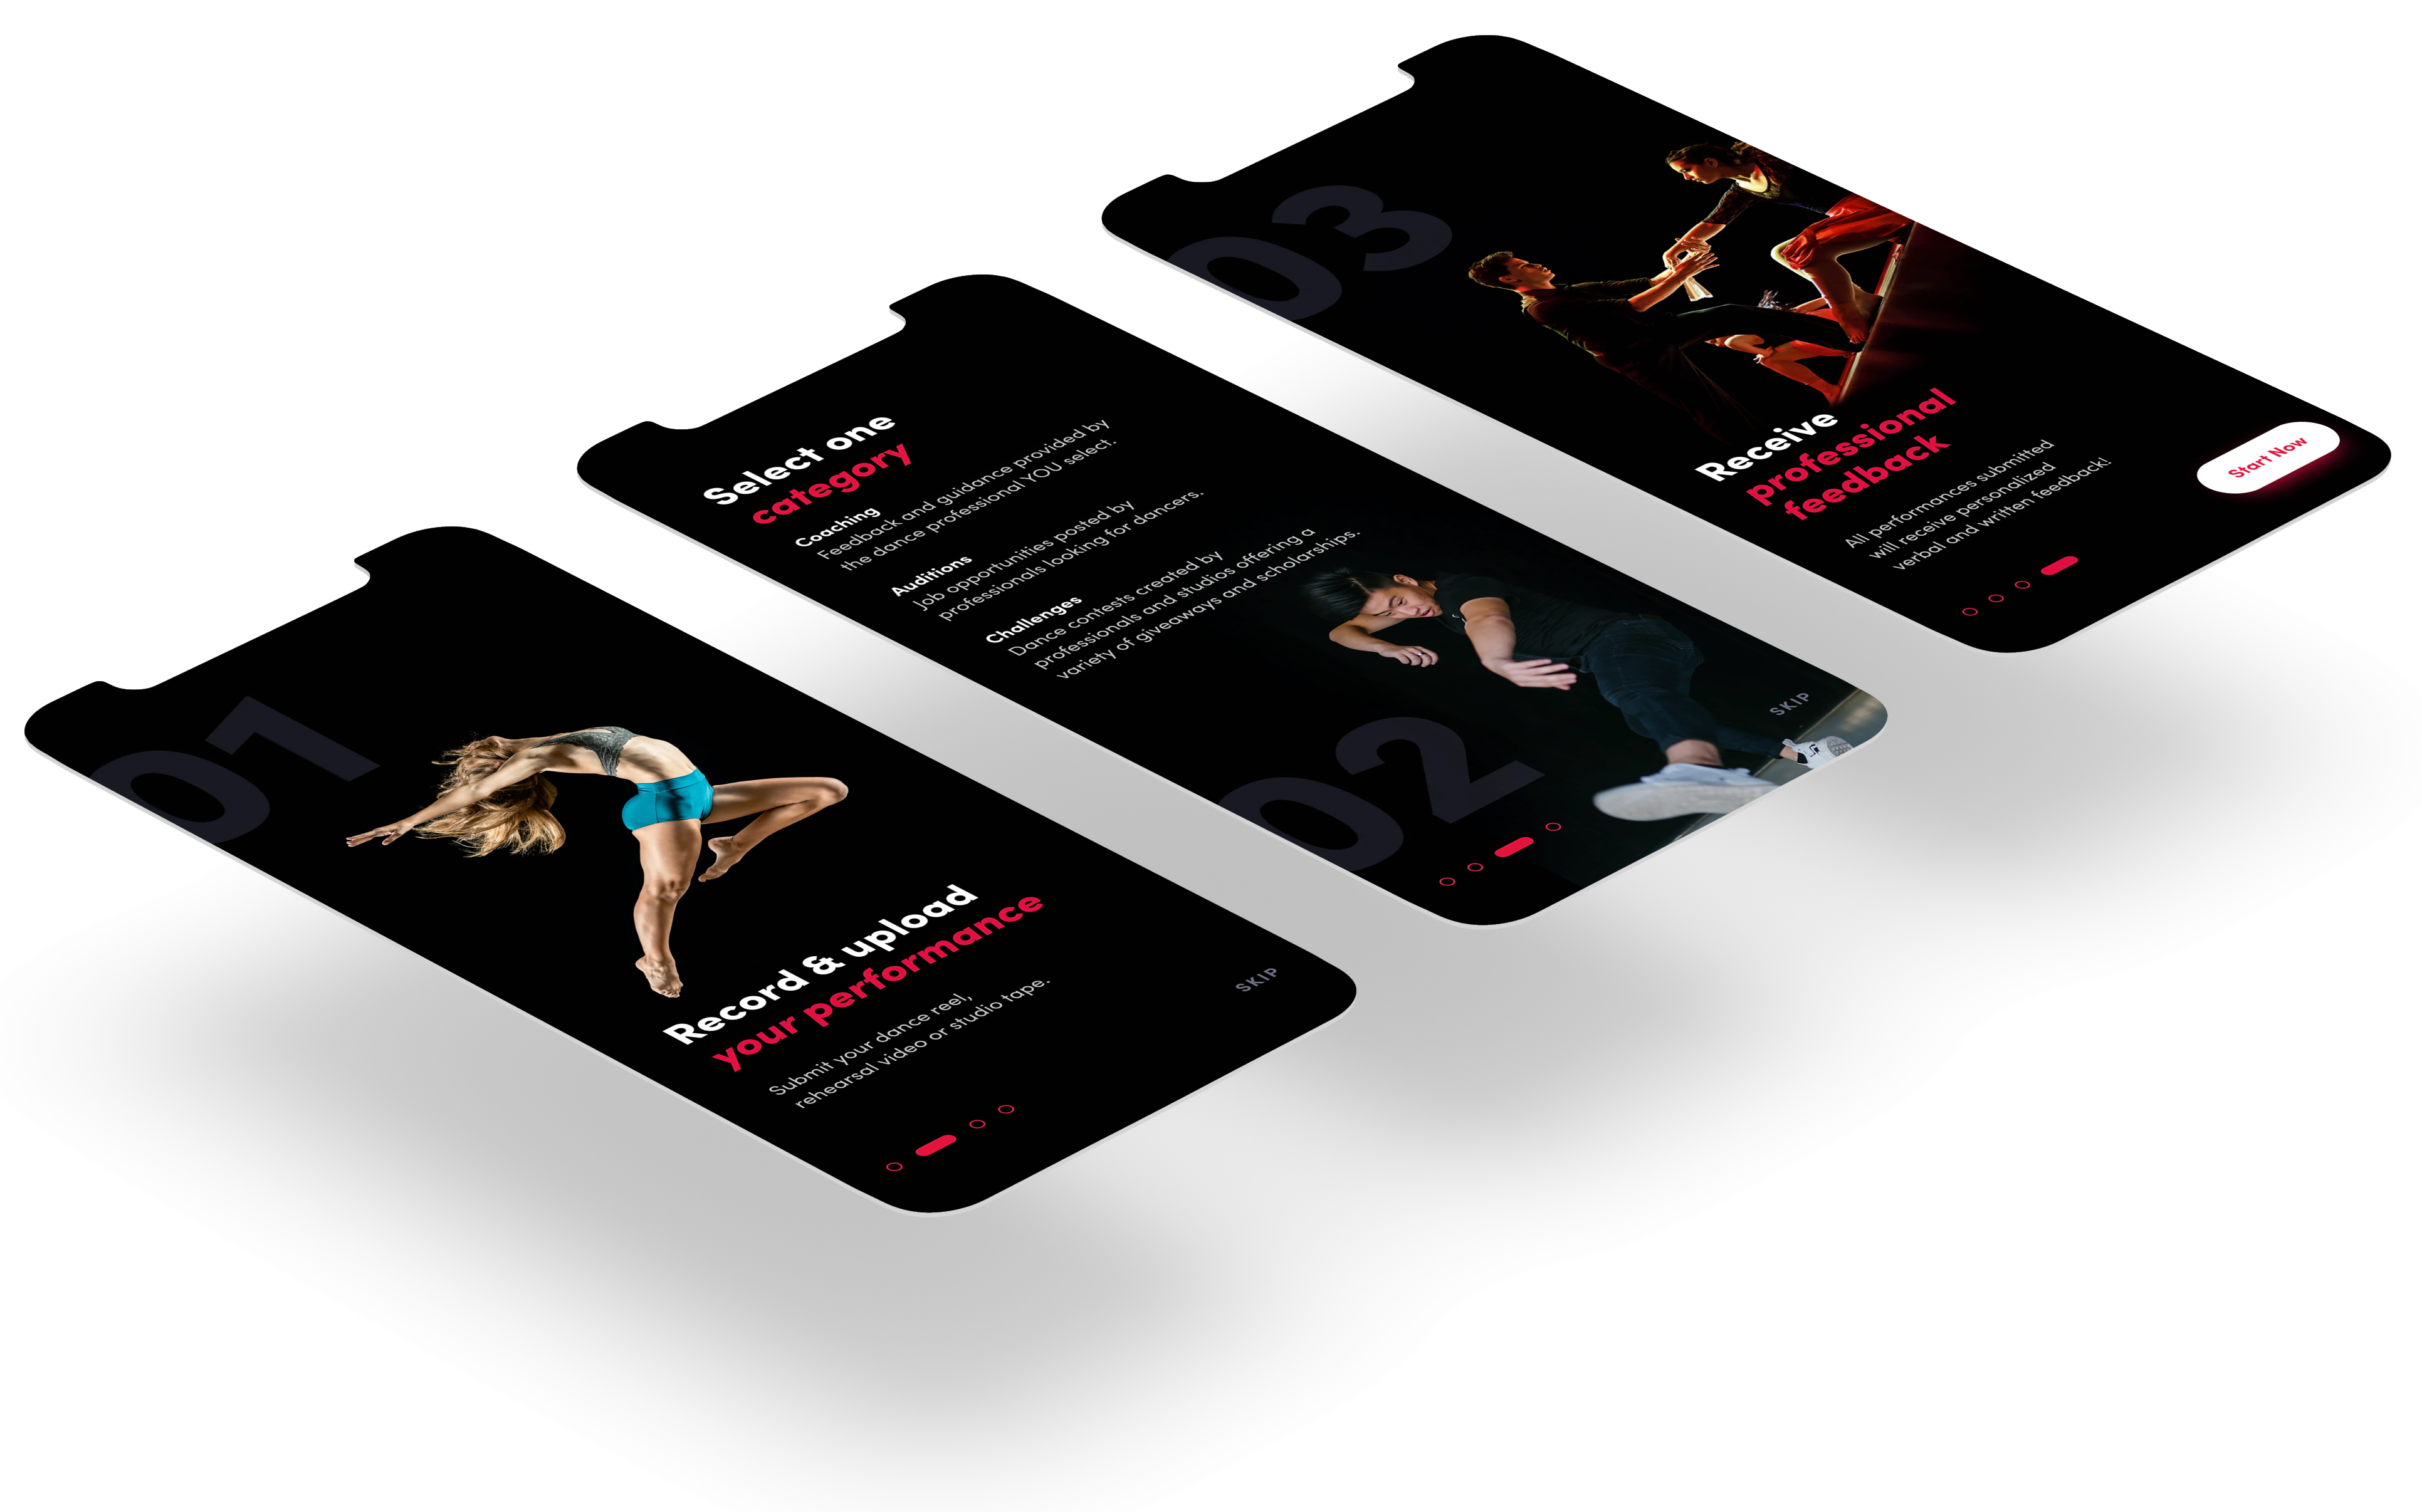 01
Record & upload
your performance
Submit your dance reel,
rehearsal video or studio tape.
SKIP
Select one
category
Coaching
Feedback and guidance provided by
the dance professional YOU select.
Auditions
Job opportunities posted by
professionals looking for dancers.
Challenges
Dance contests created by
professionals and studios offering a
variety of giveaways and scholarships.
02
SKIP
03
Receive
professional
feedback
All performances submitted
will receive personalized
verbal and written feedback!
Start Now